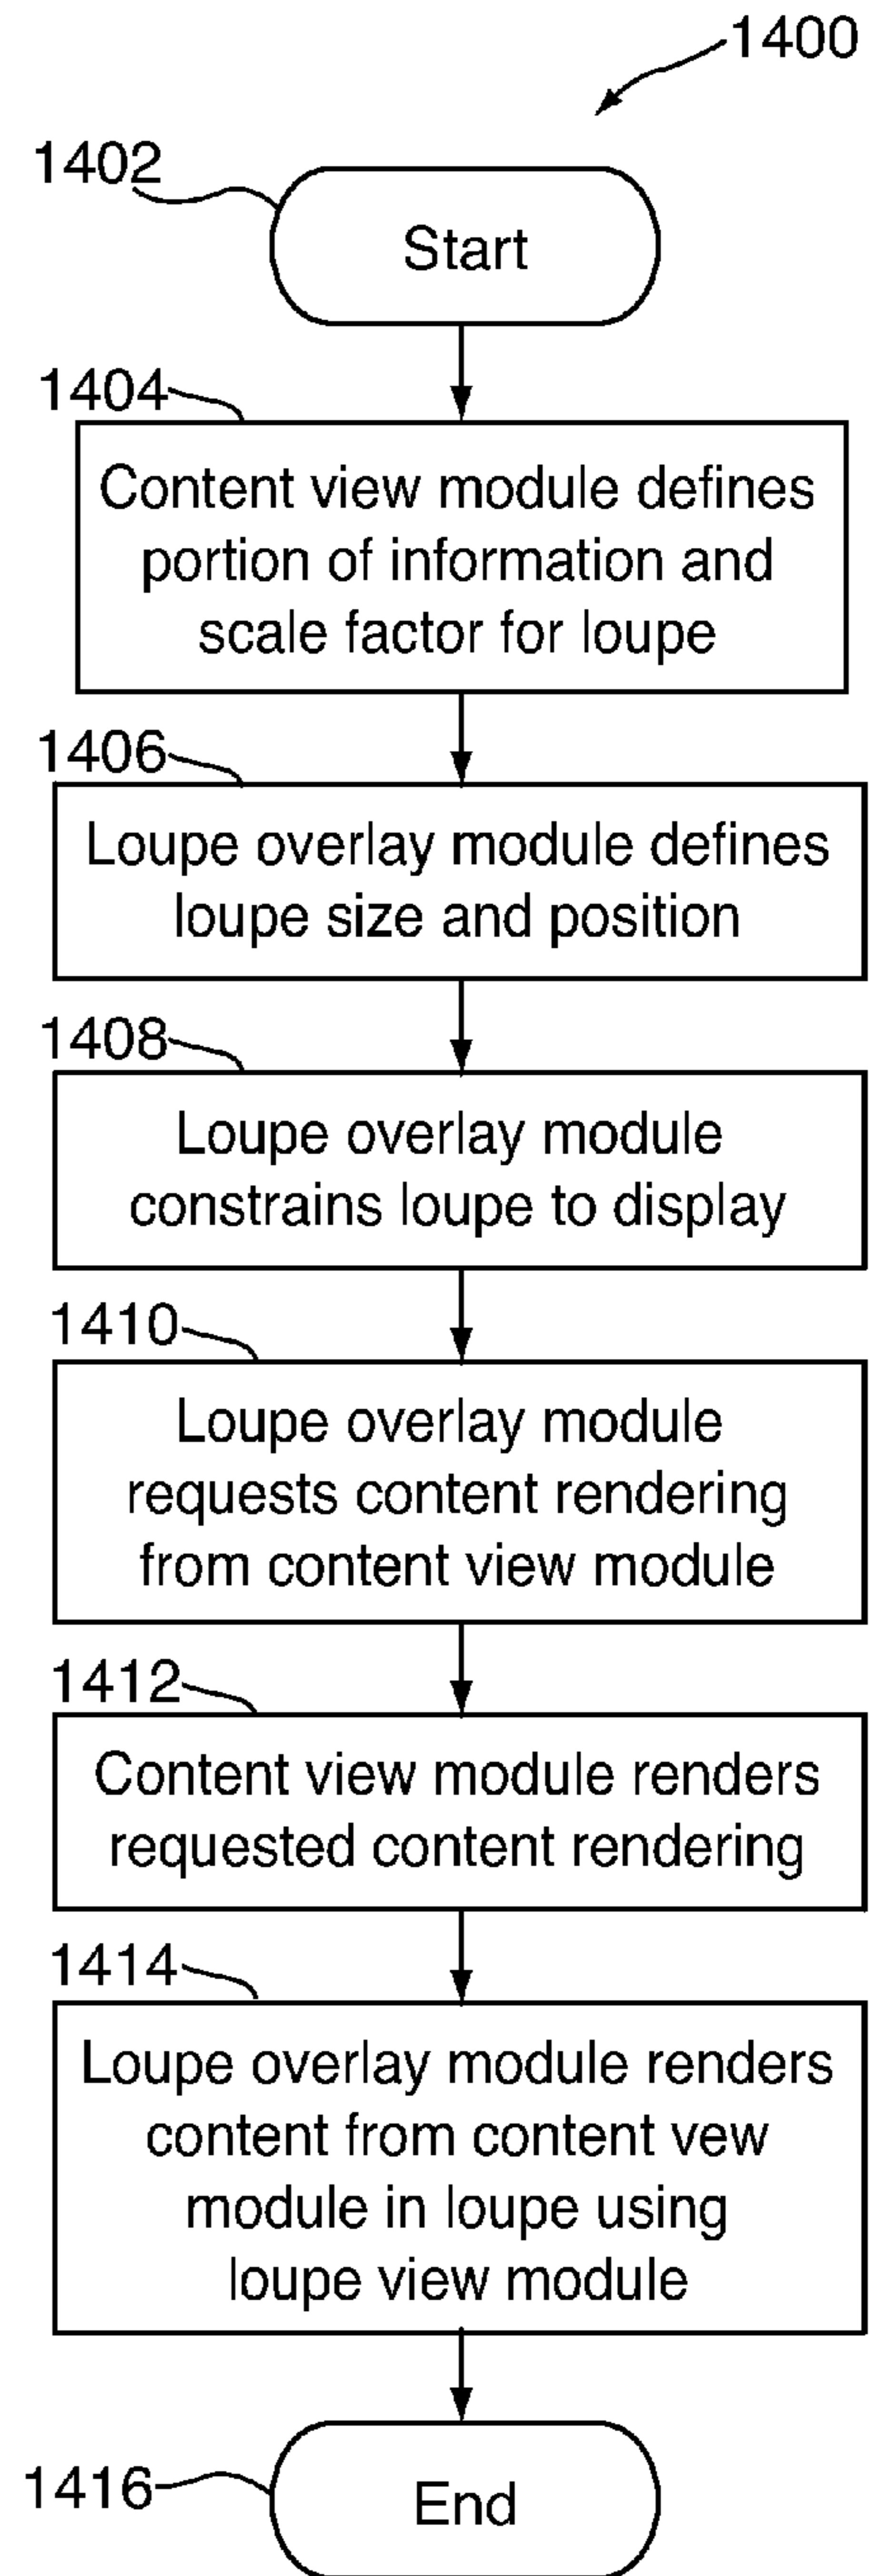 1400
1402
Start
1404
Content view module defines
portion of information and
scale factor for loupe
1406
Loupe overlay module defines
loupe size and position
1408
Loupe overlay module
constrains loupe to display
1410
Loupe overlay module
requests content rendering
from content view module
1412
Content view module renders
requested content rendering
1414
Loupe overlay module renders
content from content vew
module in loupe using
loupe view module
1416
End